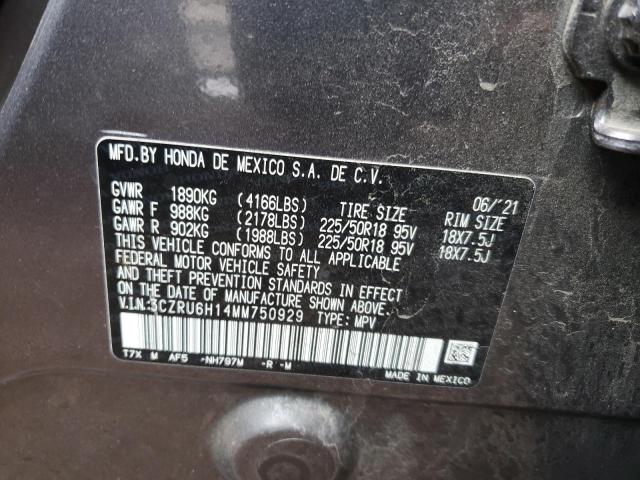 MFD.BY HONDA DE MEXICO S.A. DE C.V.
06/'21
GVWR 1890KG (4166LBS) TIRE SIZE RIM SIZE
GAWR F 988KG (2178LBS) 225/50R18 95V 18X7.5J
GAWR R 902KG (1988LBS) 225/50R18 95V 18X7.5J
THIS VEHICLE CONFORMS TO ALL APPLICABLE
FEDERAL MOTOR VEHICLE SAFETY
AND THEFT PREVENTION STANDARDS IN EFFECT
ON THE DATE OF MANUFACTURE SHOWN ABOVE.
V.I.N.:3CZRU6H14MM750929 TYPE: MPV
T7X M AF5 -NH797M -R -M-
MADE IN MEXICO